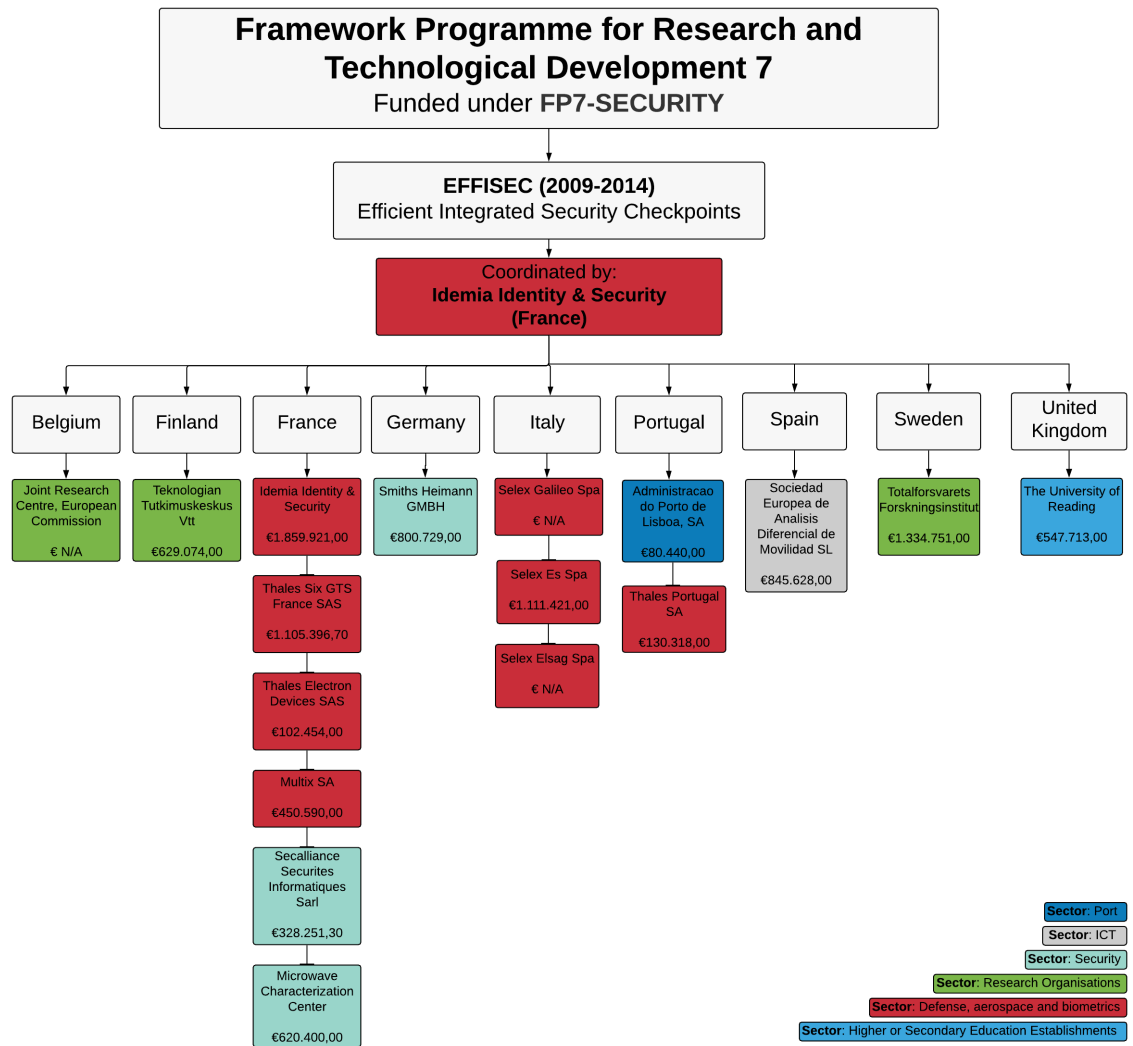 Framework Programme for Research and
Technological Development 7
Funded under FP7-SECURITY
EFFISEC (2009-2014)
Efficient Integrated Security Checkpoints
Coordinated by:
Idemia Identity & Security
(France)
Belgium
Finland
France
Germany
Italy
Portugal
Spain
Sweden
United
Kingdom
Joint Research
Centre, European
Commission
€ N/A
Teknologian
Tutkimuskeskus
Vtt
€629.074,00
Idemia Identity &
Security
€1.859.921,00
Smiths Heimann
GMBH
€800.729,00
Selex Galileo Spa
€ N/A
Administracao
do Porto de
Lisboa, SA
€80.440,00
Sociedad
Europea de
Analisis
Diferencial de
Movilidad SL
€845.628,00
Totalforsvarets
Forskningsinstitut
€1.334.751,00
The University of
Reading
€547.713,00
Thales Six GTS
France SAS
€1.105.396,70
Selex Es Spa
€1.111.421,00
Thales Portugal
SA
€130.318,00
Selex Elsag Spa
€ N/A
Thales Electron
Devices SAS
€102.454,00
Multix SA
€450.590,00
Secalliance
Securites
Informatiques
Sarl
€328.251,30
Microwave
Characterization
Center
€620.400,00
Sector: Port
Sector: ICT
Sector: Security
Sector: Research Organisations
Sector: Defense, aerospace and biometrics
Sector: Higher or Secondary Education Establishments